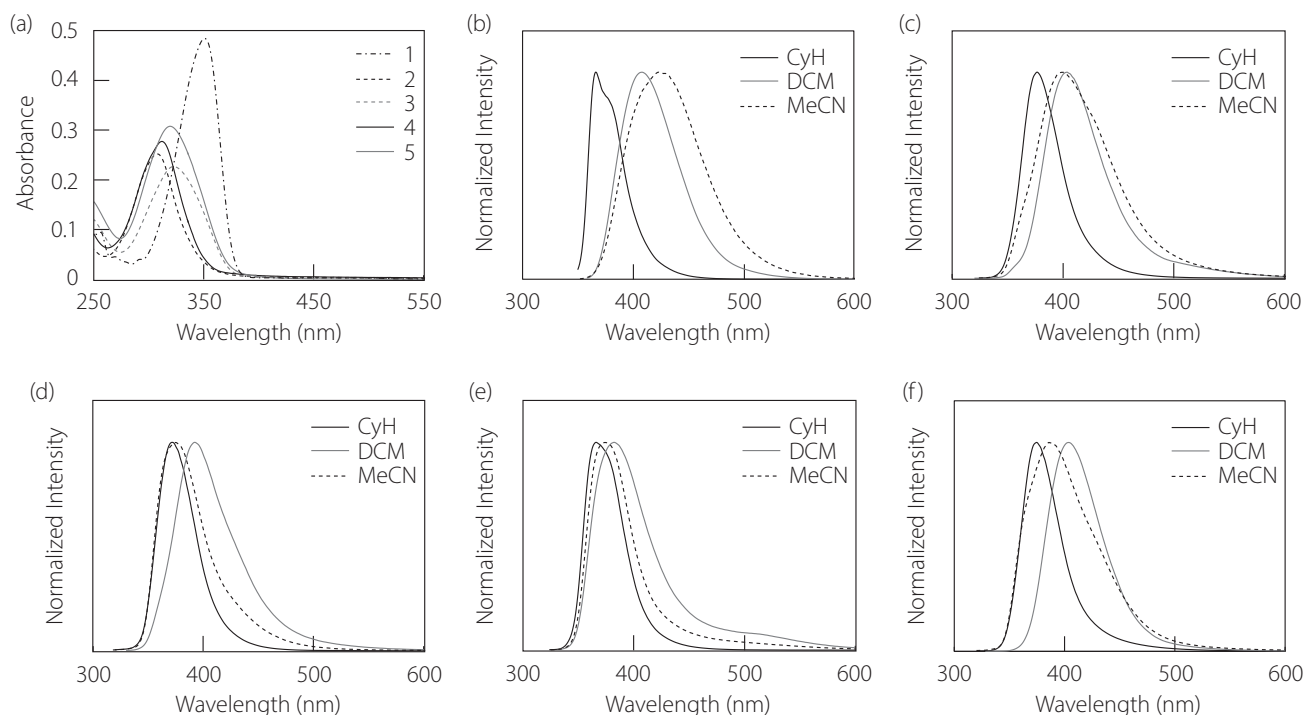 (a)
0.5
0.4
0.3
0.2
0.1
0
Absorbance
1
2
3
4
5
250 350 450 550
Wavelength (nm)
(b)
Normalized Intensity
CyH
DCM
MeCN
300 400 500 600
Wavelength (nm)
(c)
Normalized Intensity
CyH
DCM
MeCN
300 400 500 600
Wavelength (nm)
(d)
Normalized Intensity
CyH
DCM
MeCN
300 400 500 600
Wavelength (nm)
(e)
Normalized Intensity
CyH
DCM
MeCN
300 400 500 600
Wavelength (nm)
(f)
Normalized Intensity
CyH
DCM
MeCN
300 400 500 600
Wavelength (nm)